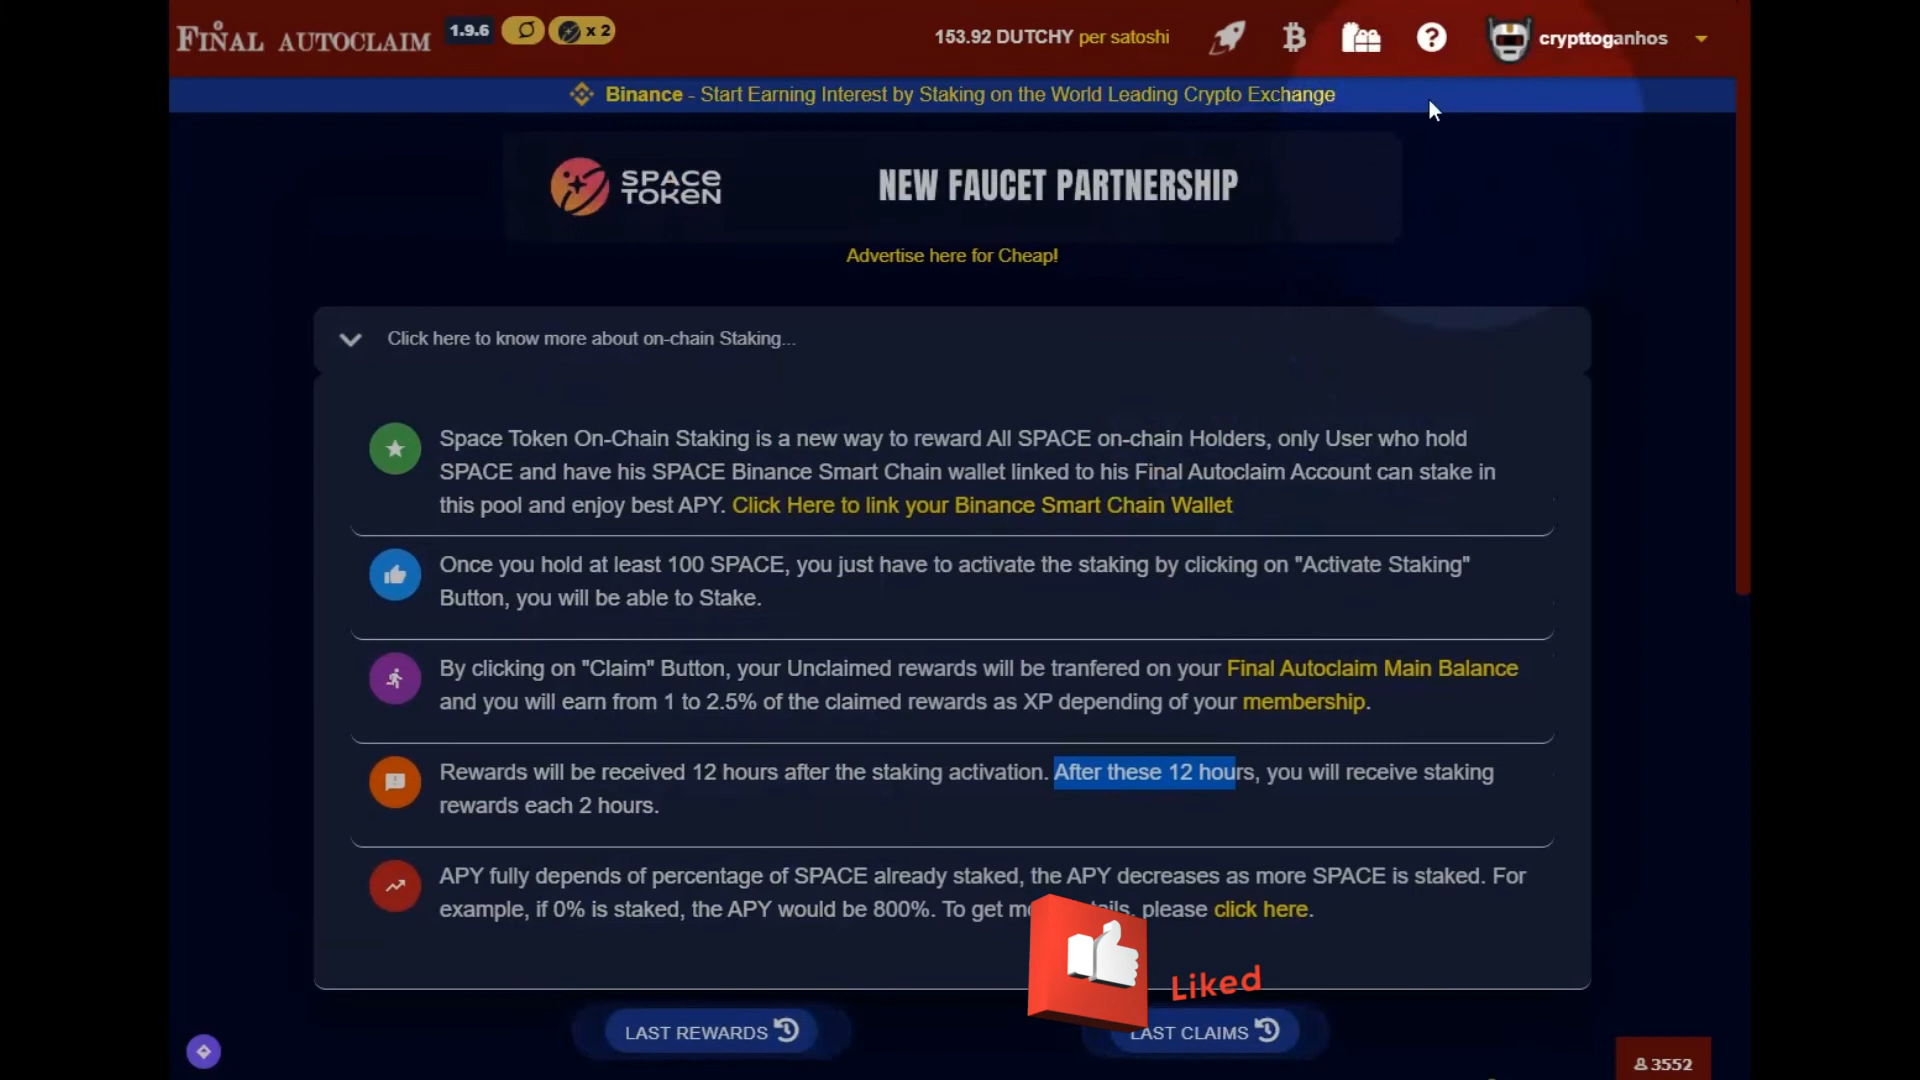 FINAL AUTOCLAIM 1.9.6 x 2 153.92 DUTCHY per satoshi crypttoganhos
Binance - Start Earning Interest by Staking on the World Leading Crypto Exchange
SPACE TOKEN
NEW FAUCET PARTNERSHIP
Advertise here for Cheap!
Click here to know more about on-chain Staking...
Space Token On-Chain Staking is a new way to reward All SPACE on-chain Holders, only User who hold
SPACE and have his SPACE Binance Smart Chain wallet linked to his Final Autoclaim Account can stake in
this pool and enjoy best APY. Click Here to link your Binance Smart Chain Wallet
Once you hold at least 100 SPACE, you just have to activate the staking by clicking on "Activate Staking"
Button, you will be able to Stake.
By clicking on "Claim" Button, your Unclaimed rewards will be tranfered on your Final Autoclaim Main Balance
and you will earn from 1 to 2.5% of the claimed rewards as XP depending of your membership.
Rewards will be received 12 hours after the staking activation. After these 12 hours, you will receive staking
rewards each 2 hours.
APY fully depends of percentage of SPACE already staked, the APY decreases as more SPACE is staked. For
example, if 0% is staked, the APY would be 800%. To get please click here.
Liked
LAST REWARDS
LAST CLAIMS
3552